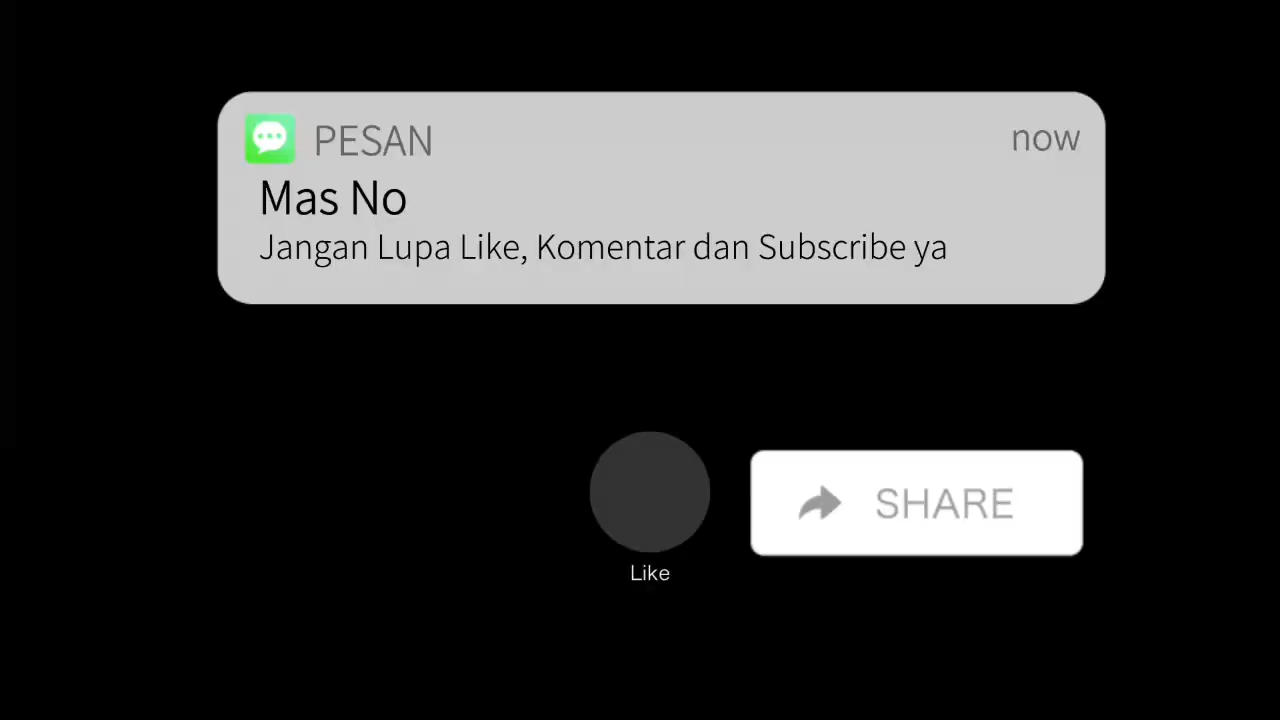 PESAN now
Mas No
Jangan Lupa Like, Komentar dan Subscribe ya
SHARE
Like